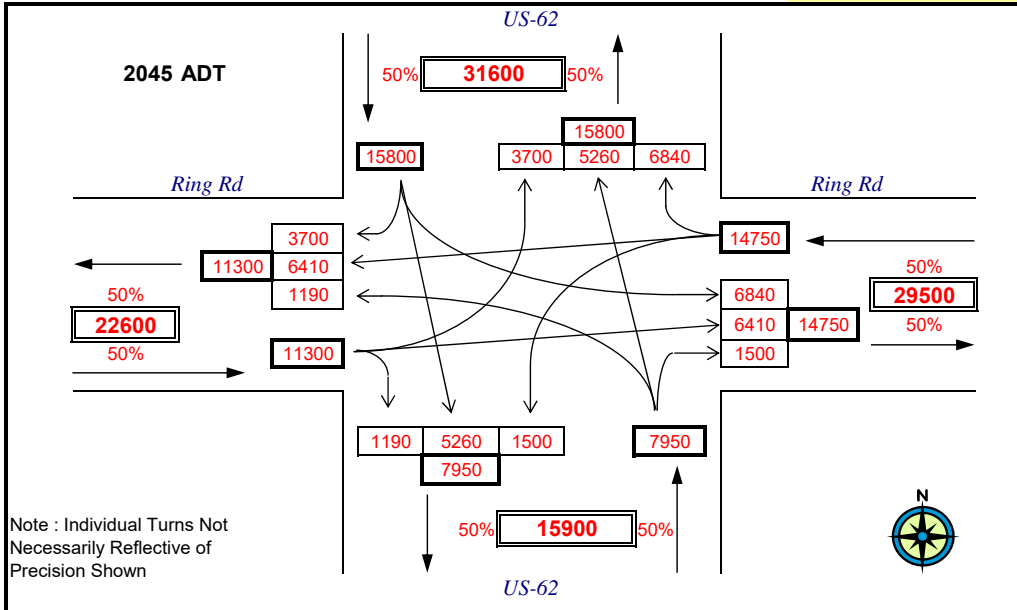 US-62
2045 ADT
50% 31600 50%
15800
15800
3700 5260 6840
Ring Rd
Ring Rd
3700
11300 6410
1190
14750
50%
22600
50%
50%
29500
50%
6840
6410 14750
1500
11300
1190 5260 1500
7950
7950
50% 15900 50%
Note : Individual Turns Not
Necessarily Reflective of
Precision Shown
N
US-62